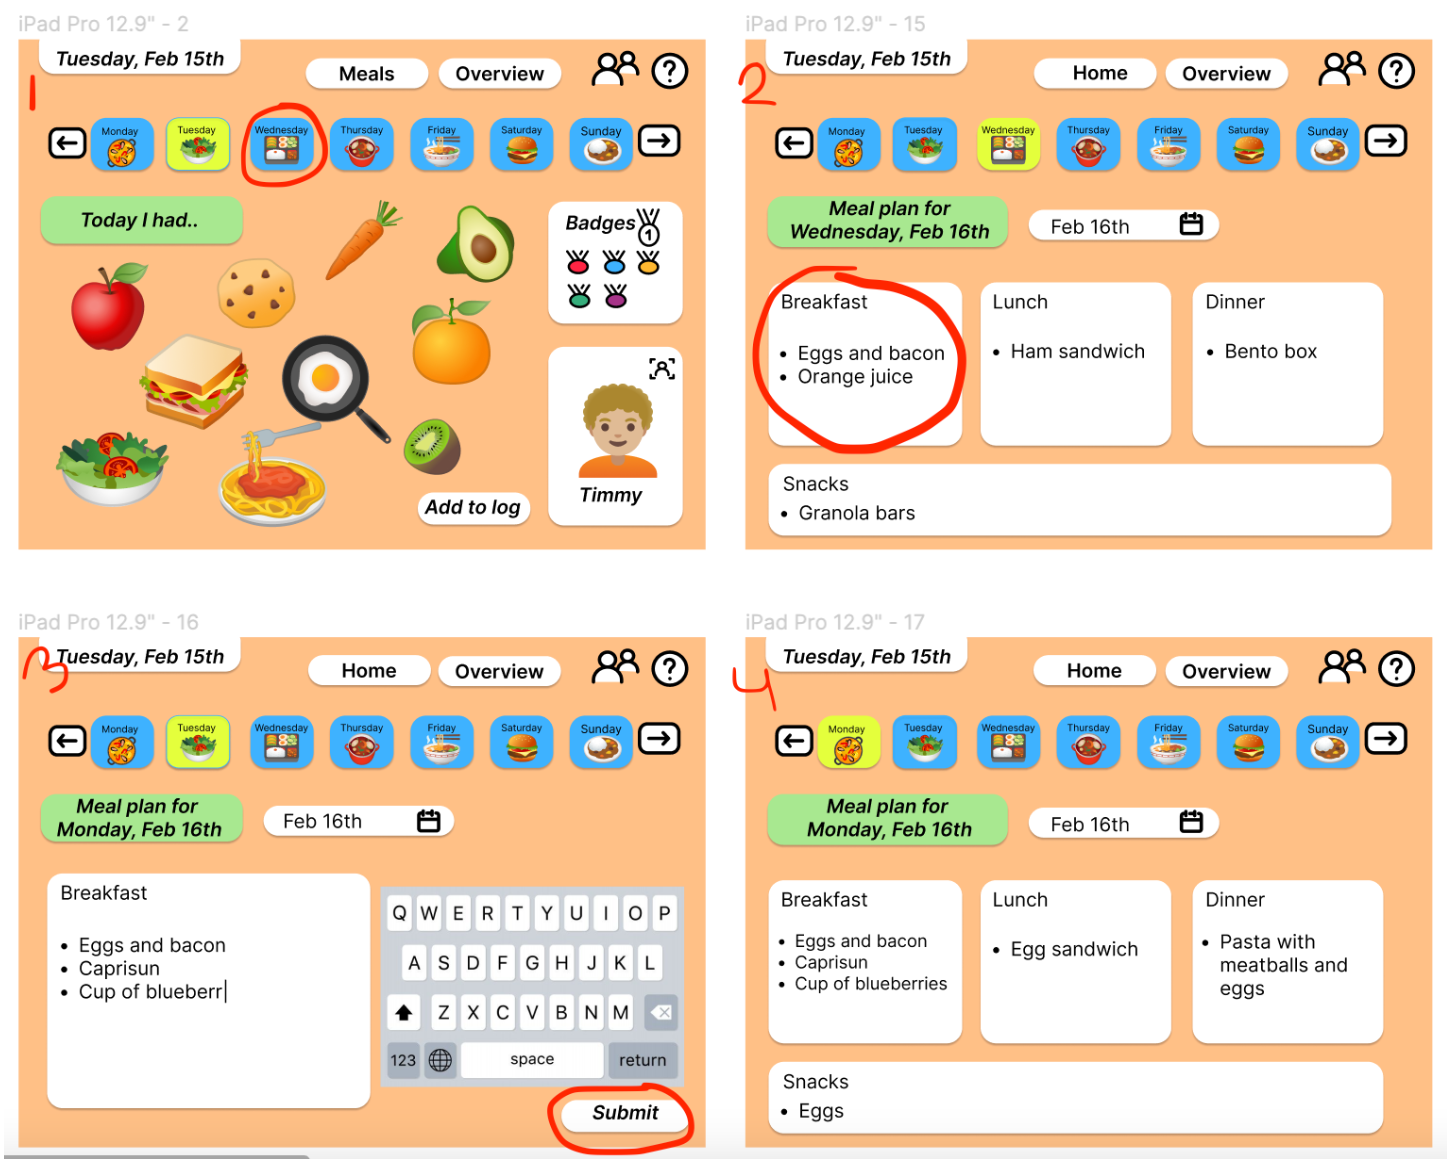 iPad Pro 12.9" - 2
1
Tuesday, Feb 15th
Meals
Overview
Monday
Tuesday
Wednesday
Thursday
Friday
Saturday
Sunday
Today I had..
Badges
1
Timmy
Add to log
iPad Pro 12.9" - 15
2
Tuesday, Feb 15th
Home
Overview
Monday
Tuesday
Wednesday
Thursday
Friday
Saturday
Sunday
Meal plan for
Wednesday, Feb 16th
Feb 16th
Breakfast
• Eggs and bacon
• Orange juice
Lunch
• Ham sandwich
Dinner
• Bento box
Snacks
• Granola bars
iPad Pro 12.9" - 16
3
Tuesday, Feb 15th
Home
Overview
Monday
Tuesday
Wednesday
Thursday
Friday
Saturday
Sunday
Meal plan for
Monday, Feb 16th
Feb 16th
Breakfast
• Eggs and bacon
• Caprisun
• Cup of blueberr
Q W E R T Y U I O P
A S D F G H J K L
Z X C V B N M
123 space return
Submit
iPad Pro 12.9" - 17
4
Tuesday, Feb 15th
Home
Overview
Monday
Tuesday
Wednesday
Thursday
Friday
Saturday
Sunday
Meal plan for
Monday, Feb 16th
Feb 16th
Breakfast
• Eggs and bacon
• Caprisun
• Cup of blueberries
Lunch
• Egg sandwich
Dinner
• Pasta with
meatballs and
eggs
Snacks
• Eggs